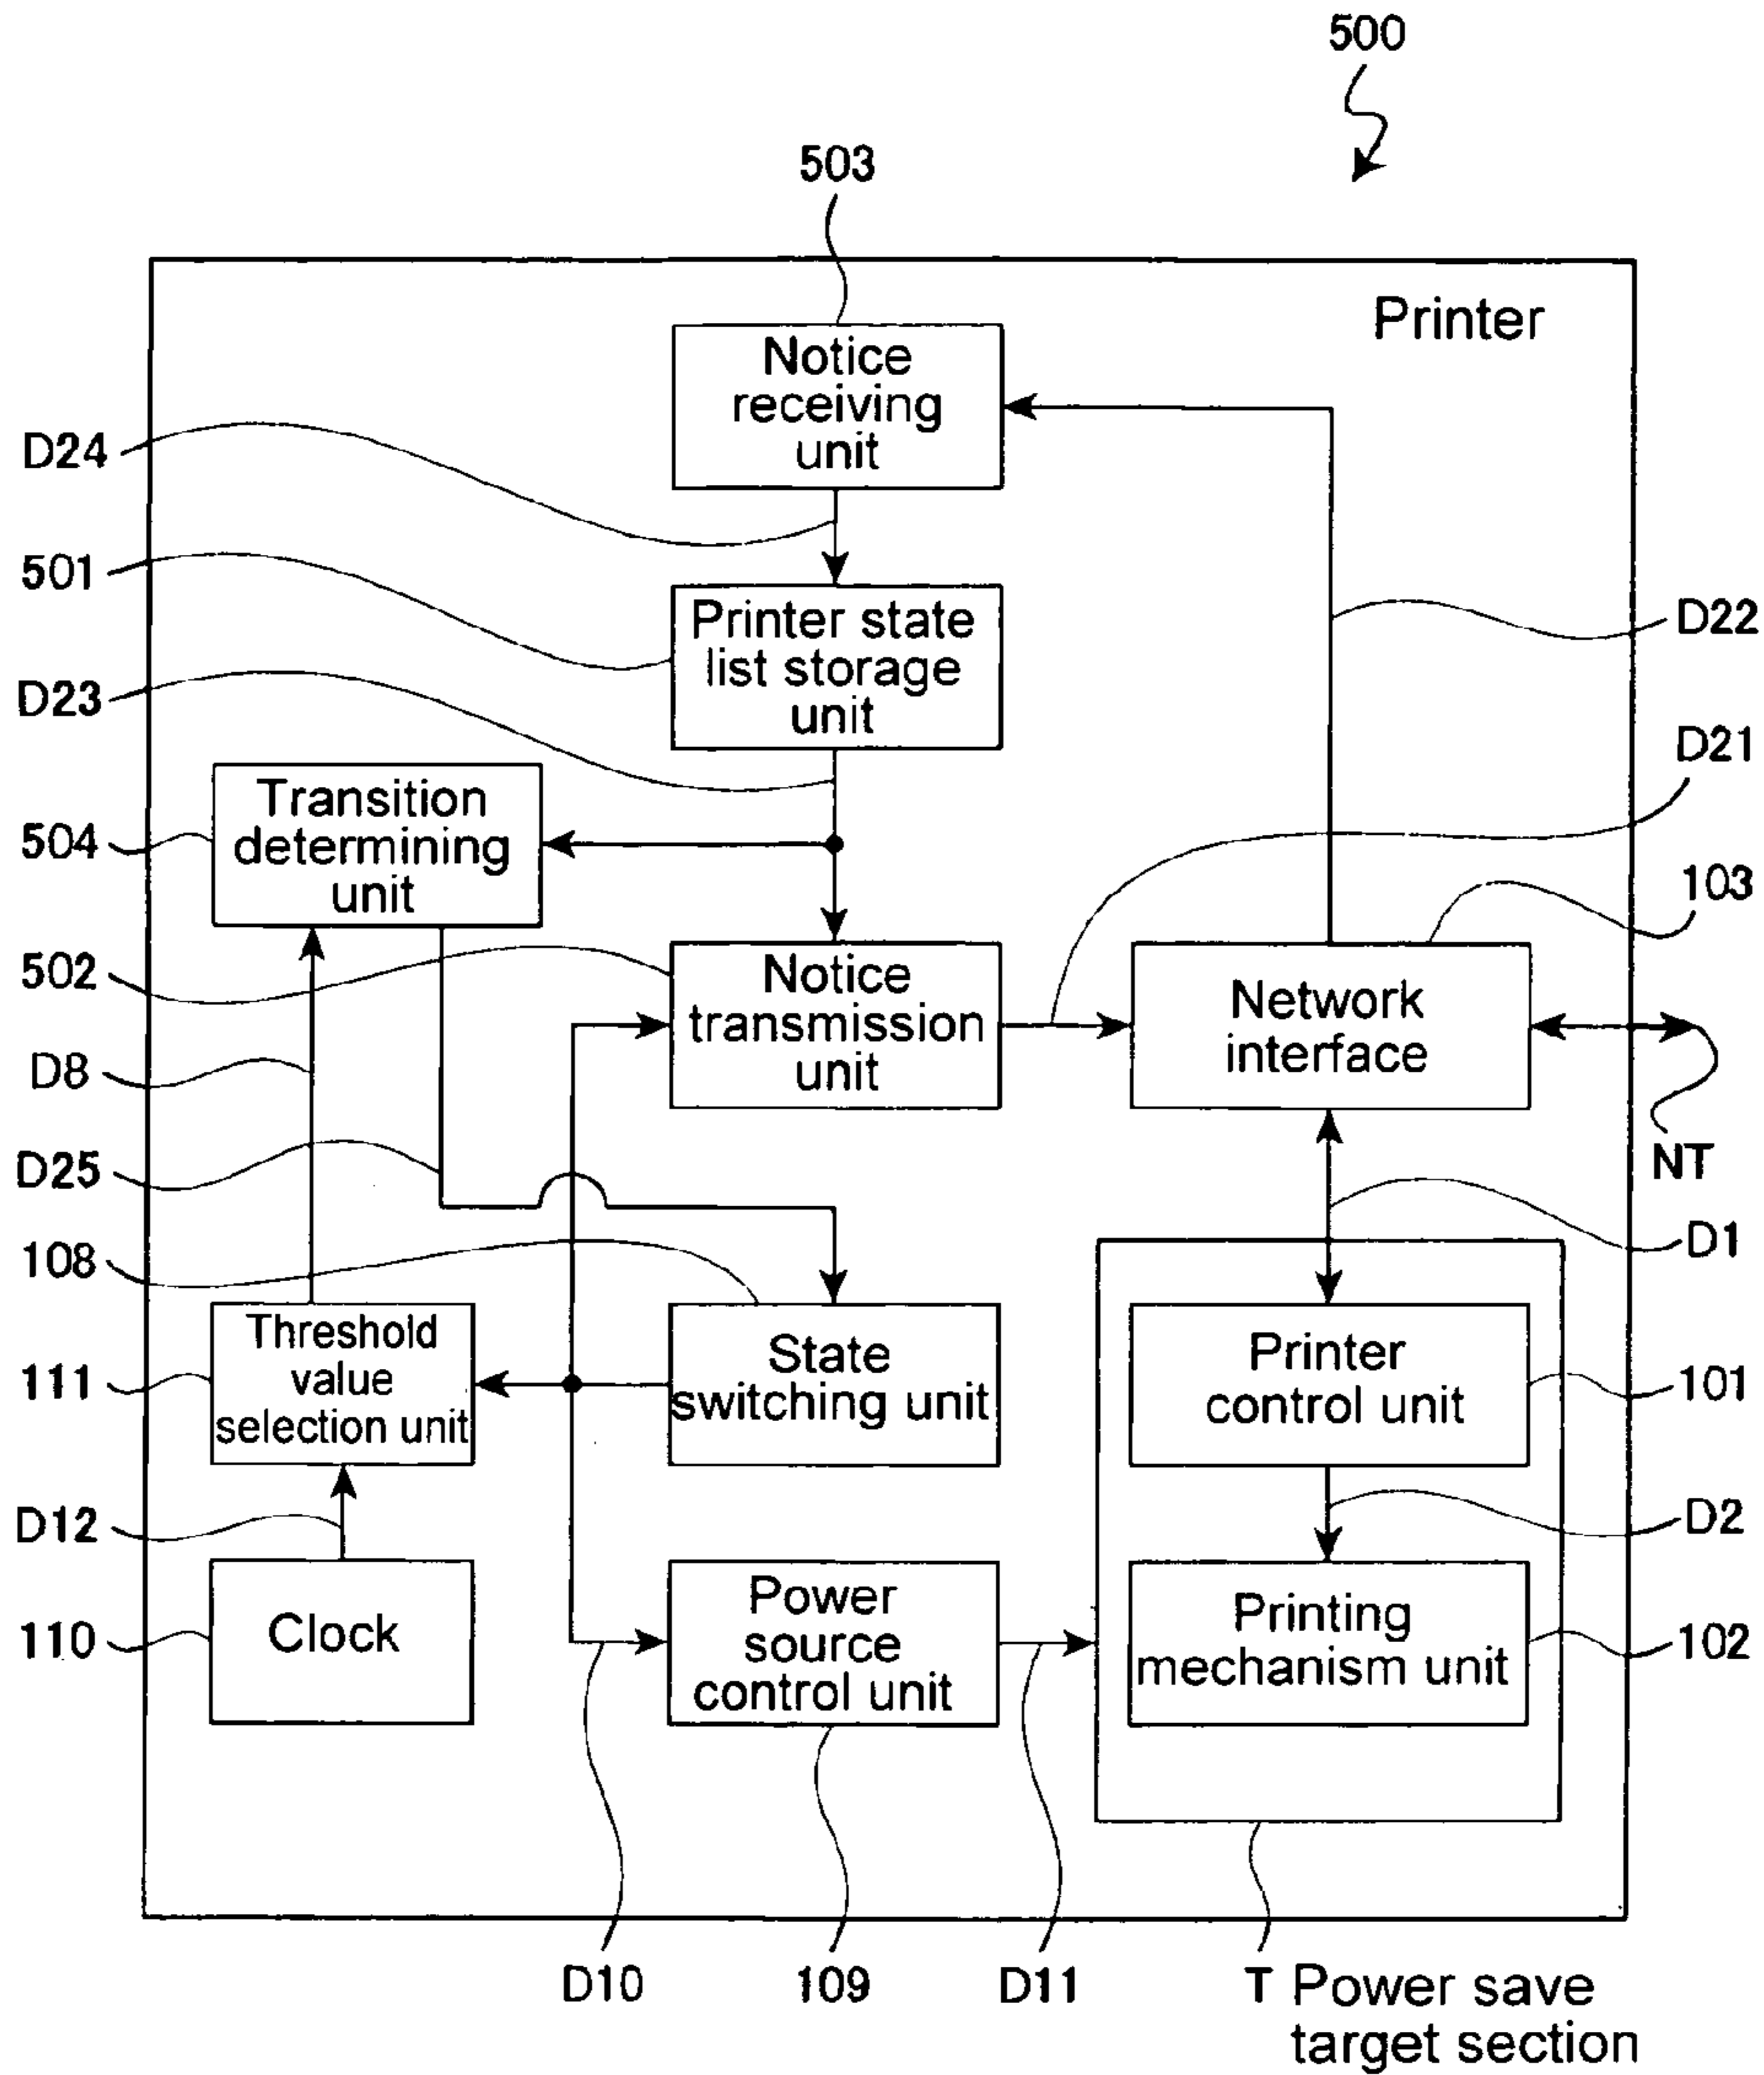 500
503
Printer
Notice
receiving
unit
D24
501
Printer state
list storage
unit
D22
D23
D21
Transition
determining
unit
504
103
502
Notice
transmission
unit
Network
interface
D8
D25
NT
D1
108
Threshold
value
selection unit
111
State
switching unit
Printer
control unit
101
D12
D2
110
Clock
Power
source
control unit
Printing
mechanism unit
102
D10
109
D11
T Power save
target section